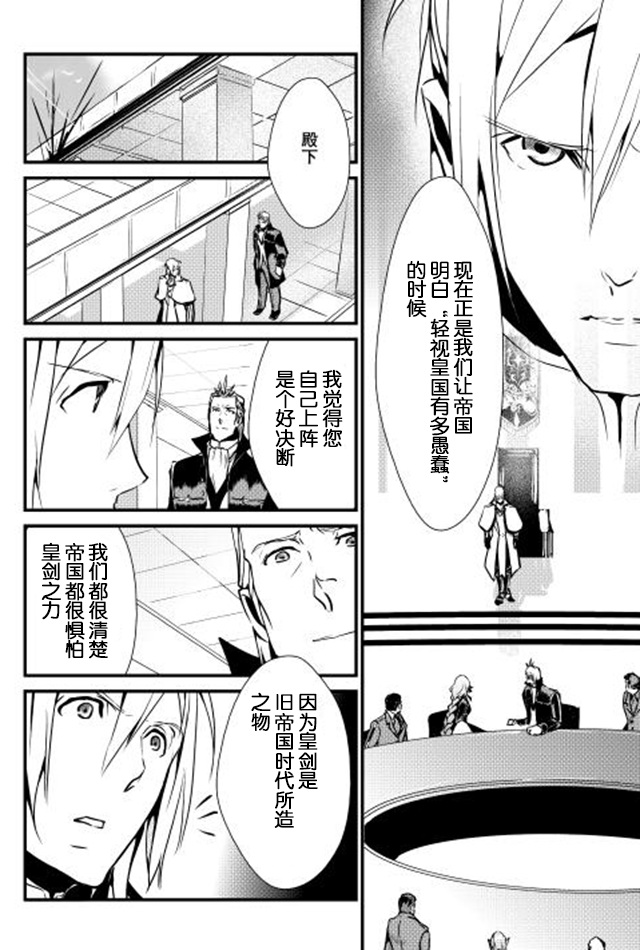 现在正是我们让帝国
明白“轻视皇国有多愚蠢”
的时候
殿下
我觉得您
自己上阵
是个好决断
我们都很清楚
帝国都很惧怕
皇剑之力
因为皇剑是
旧帝国时代所造
之物